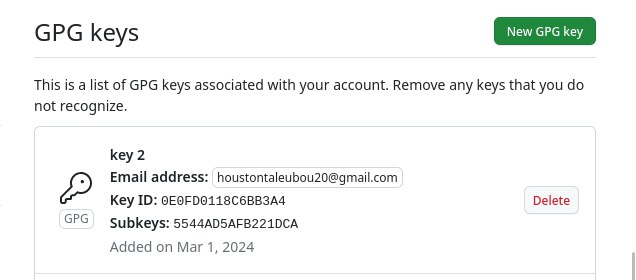 GPG keys
New GPG key
This is a list of GPG keys associated with your account. Remove any keys that you do
not recognize.
key 2
Email address: houstontaleubou20@gmail.com
Key ID: 0E0FD0118C6BB3A4
GPG
Delete
Subkeys: 5544AD5AFB221DCA
Added on Mar 1, 2024